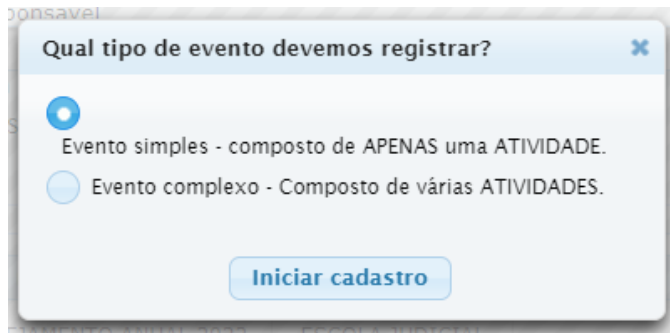 ponsavel
Qual tipo de evento devemos registrar?
Evento simples - composto de APENAS uma ATIVIDADE.
Evento complexo - Composto de várias ATIVIDADES.
Iniciar cadastro